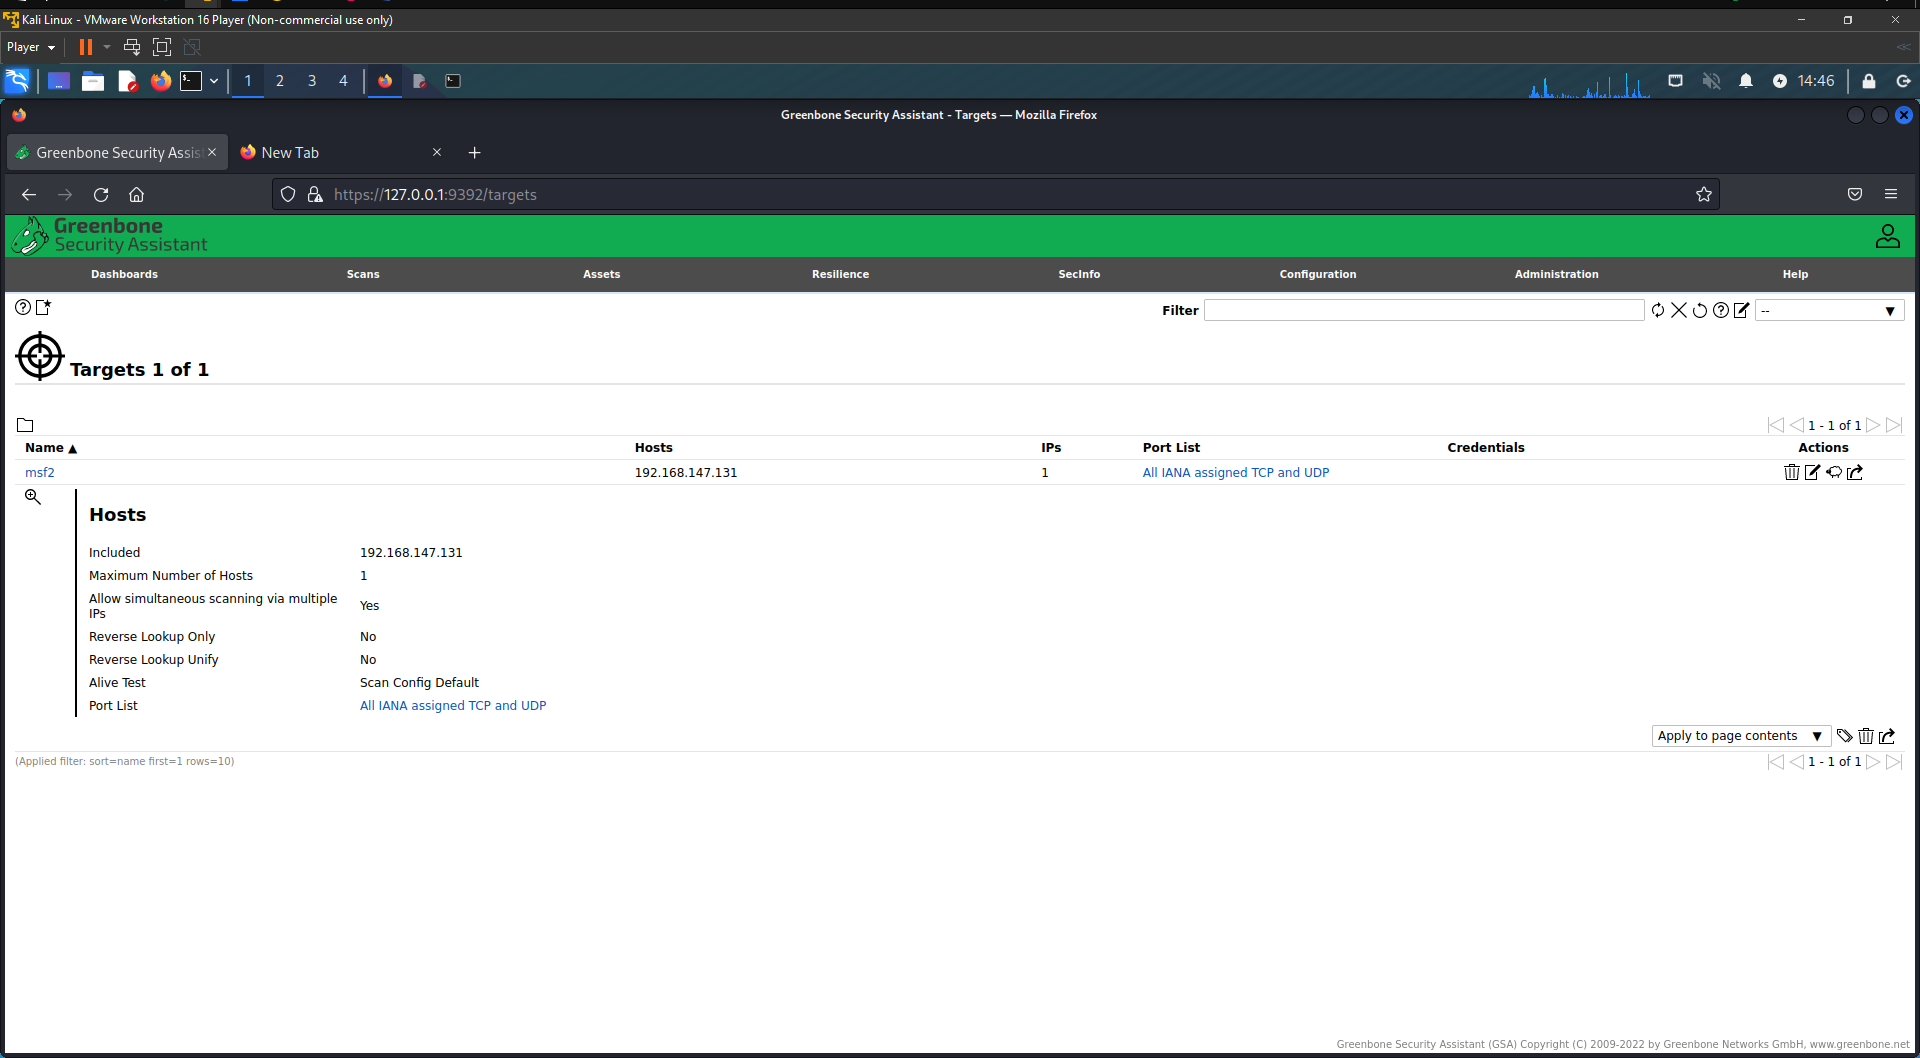 Kali Linux - VMware Workstation 16 Player (Non-commercial use only)
Player
1 2 3 4 14:46
Greenbone Security Assistant - Targets — Mozilla Firefox
Greenbone Security Assis New Tab
https://127.0.0.1:9392/targets
Greenbone
Security Assistant
Dashboards Scans Assets Resilience SecInfo Configuration Administration Help
Filter --
Targets 1 of 1
1 - 1 of 1
Name ▲ Hosts IPs Port List Credentials Actions
msf2 192.168.147.131 1 All IANA assigned TCP and UDP
Hosts
Included 192.168.147.131
Maximum Number of Hosts 1
Allow simultaneous scanning via multiple
IPs Yes
Reverse Lookup Only No
Reverse Lookup Unify No
Alive Test Scan Config Default
Port List All IANA assigned TCP and UDP
Apply to page contents ▼
(Applied filter: sort=name first=1 rows=10) 1 - 1 of 1
Greenbone Security Assistant (GSA) Copyright (C) 2009-2022 by Greenbone Networks GmbH, www.greenbone.net